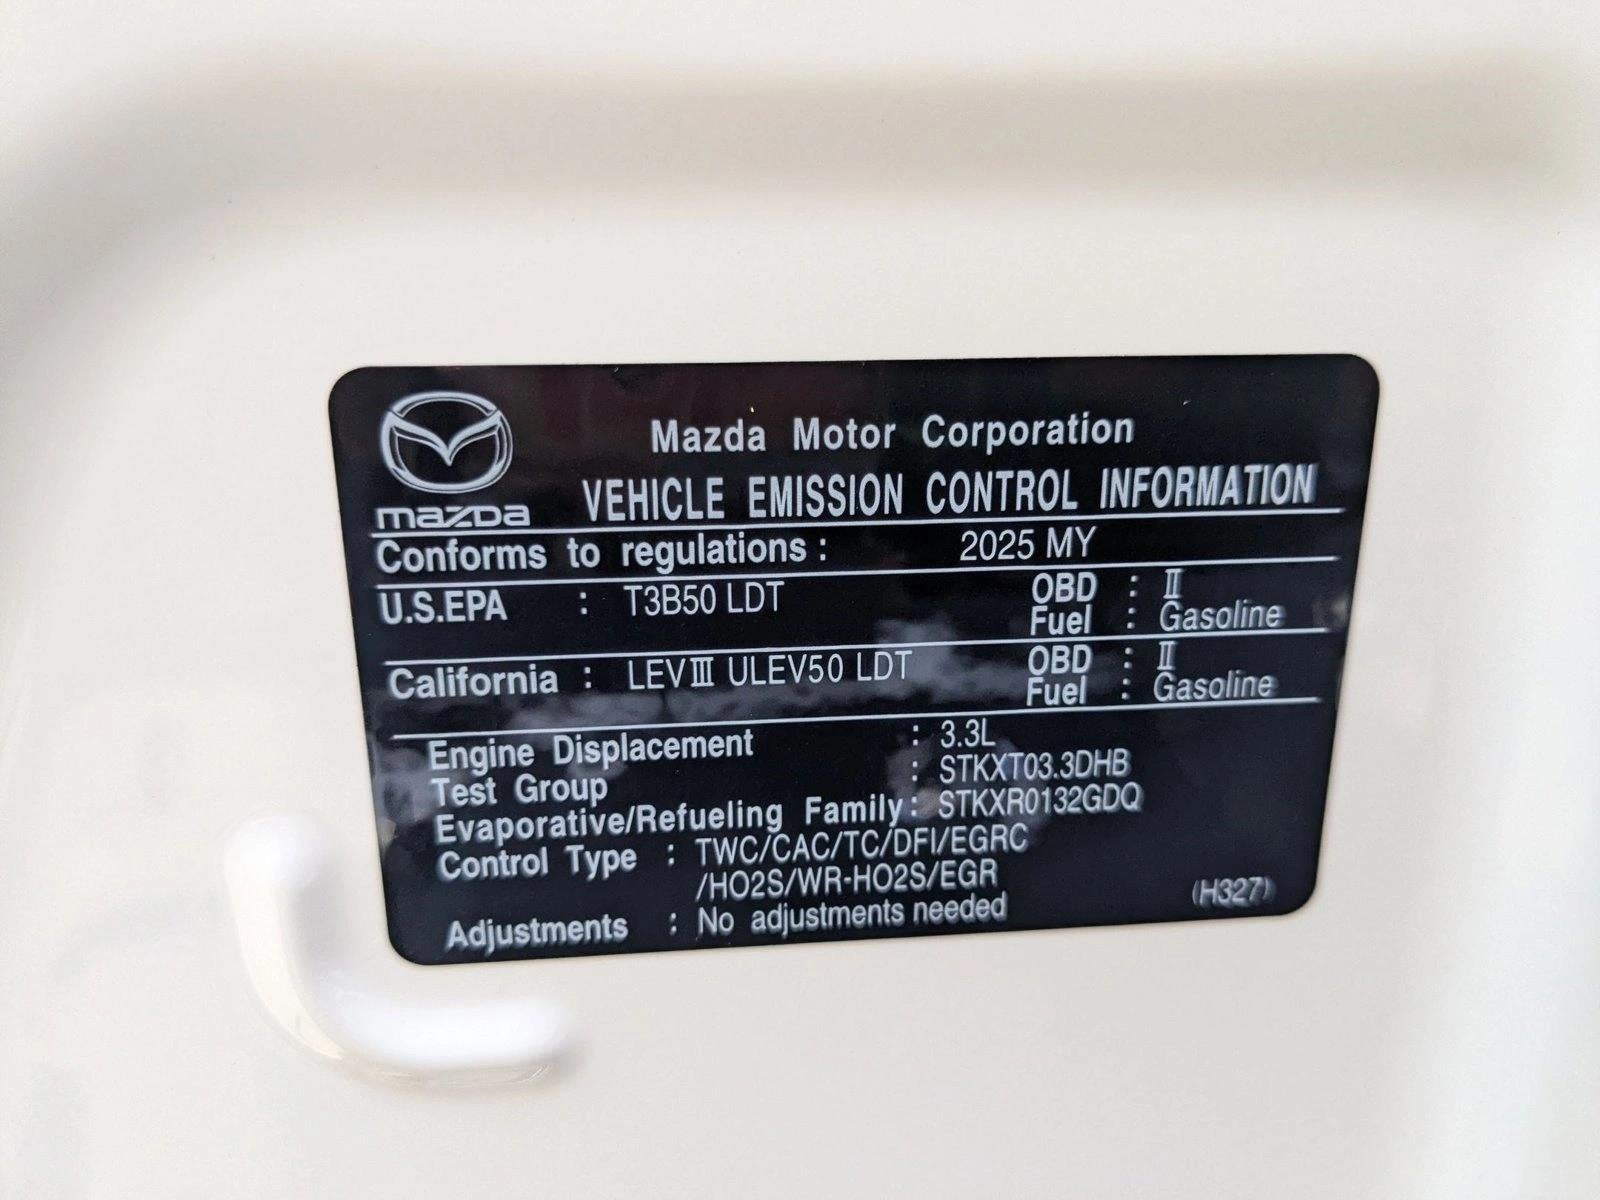 Mazda Motor Corporation
mazda VEHICLE EMISSION CONTROL INFORMATION
Conforms to regulations : 2025 MY
U.S.EPA : T3B50 LDT OBD : II
Fuel : Gasoline
California : LEVIII ULEV50 LDT OBD : II
Fuel : Gasoline
Engine Displacement : 3.3L
Test Group : STKXT03.3DHB
Evaporative/Refueling Family : STKXR0132GDQ
Control Type : TWC/CAC/TC/DFI/EGRC
/HO2S/WR-HO2S/EGR
Adjustments : No adjustments needed (H327)